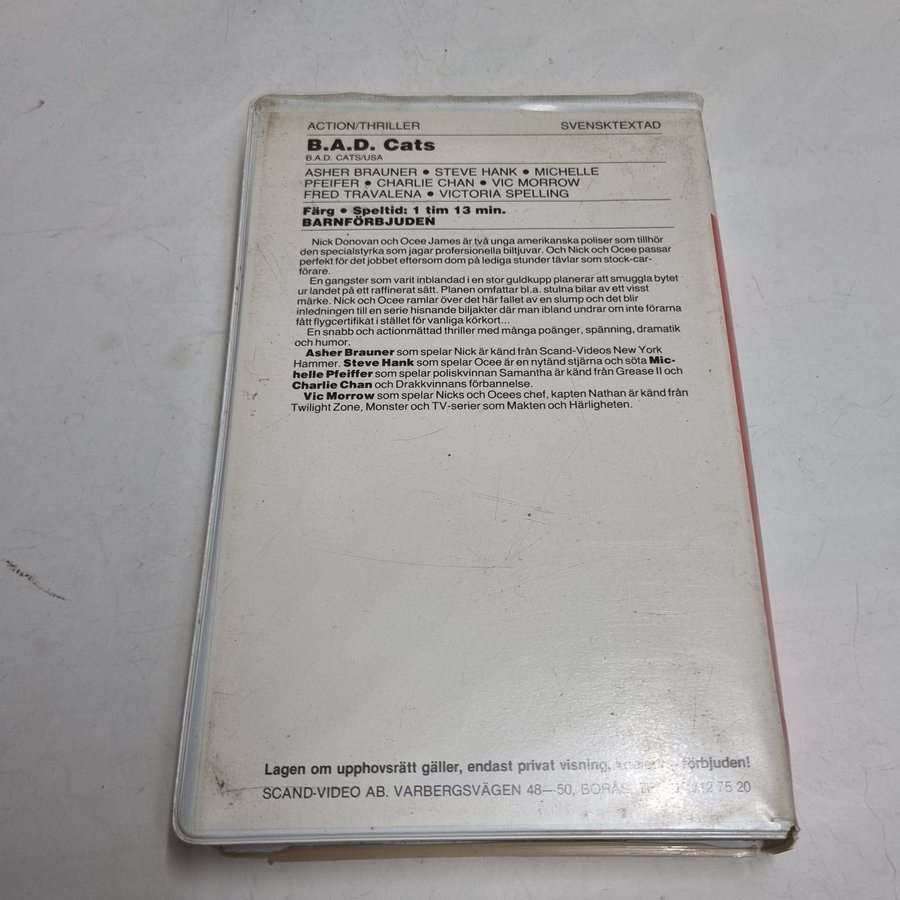 ACTION/THRILLER SVENSKTEXTAD
B.A.D. Cats
B.A.D. CATS/USA
ASHER BRAUNER • STEVE HANK • MICHELLE
PFEIFER • CHARLIE CHAN • VIC MORROW
FRED TRAVALENA • VICTORIA SPELLING
Färg • Speltid: 1 tim 13 min.
BARNFÖRBJUDEN
Nick Donovan och Ocee James är två unga amerikanska poliser som tillhör
den specialstyrka som jagar profersionella biltjuvar. Och Nick och Ocee passar
perfekt för det jobbet eftersom dom på lediga stunder tävlar som stock-car-
förare.
En gangster som varit inblandad i en stor guldkupp planerar att smuggla bytet
ur landet på ett raffinerat sätt. Planen omfattar bl.a. stulna bilar av ett visst
märke. Nick och Ocee ramlar över det här fallet av en slump och det blir
inledningen till en serie hisnande biljakter där man ibland undrar om inte förarna
fått flygcertifikat i stället för vanliga körkort...
En snabb och actionmättad thriller med många poänger, spänning, dramatik
och humor.
Asher Brauner som spelar Nick är känd från Scand-Videos New York
Hammer. Steve Hank som spelar Ocee är en nytänd stjärna och söta Mic-
helle Pfeiffer som spelar poliskvinnan Samantha är känd från Grease II och
Charlie Chan och Drakkvinnans förbannelse.
Vic Morrow som spelar Nicks och Ocees chef, kapten Nathan är känd från
Twilight Zone, Monster och TV-serier som Makten och Härligheten.
Lagen om upphovsrätt gäller, endast privat visning, förbjuden!
SCAND-VIDEO AB. VARBERGSVÄGEN 48—50, BORÅS, 12 75 20